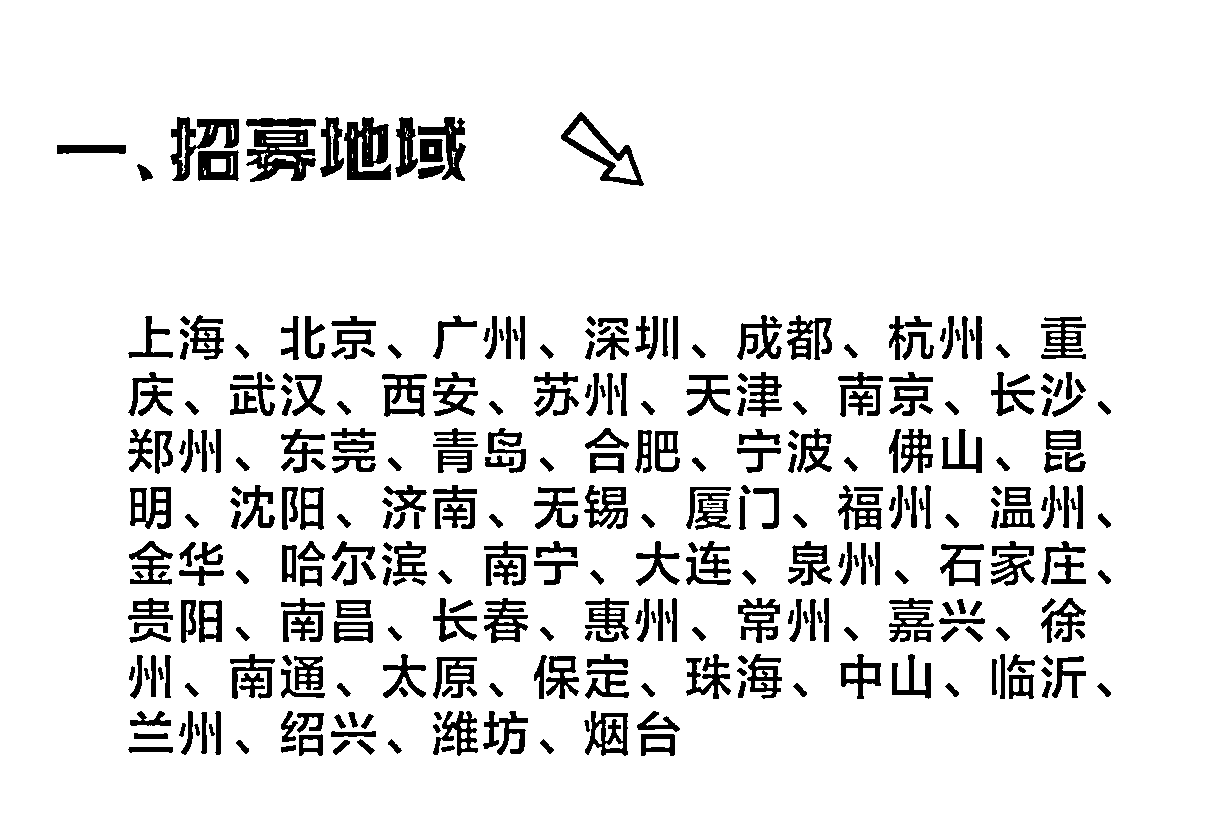 一、招募地域
上海、北京、广州、深圳、成都、杭州、重
庆、武汉、西安、苏州、天津、南京、长沙、
郑州、东莞、青岛、合肥、宁波、佛山、昆
明、沈阳、济南、无锡、厦门、福州、温州、
金华、哈尔滨、南宁、大连、泉州、石家庄、
贵阳、南昌、长春、惠州、常州、嘉兴、徐
州、南通、太原、保定、珠海、中山、临沂、
兰州、绍兴、潍坊、烟台